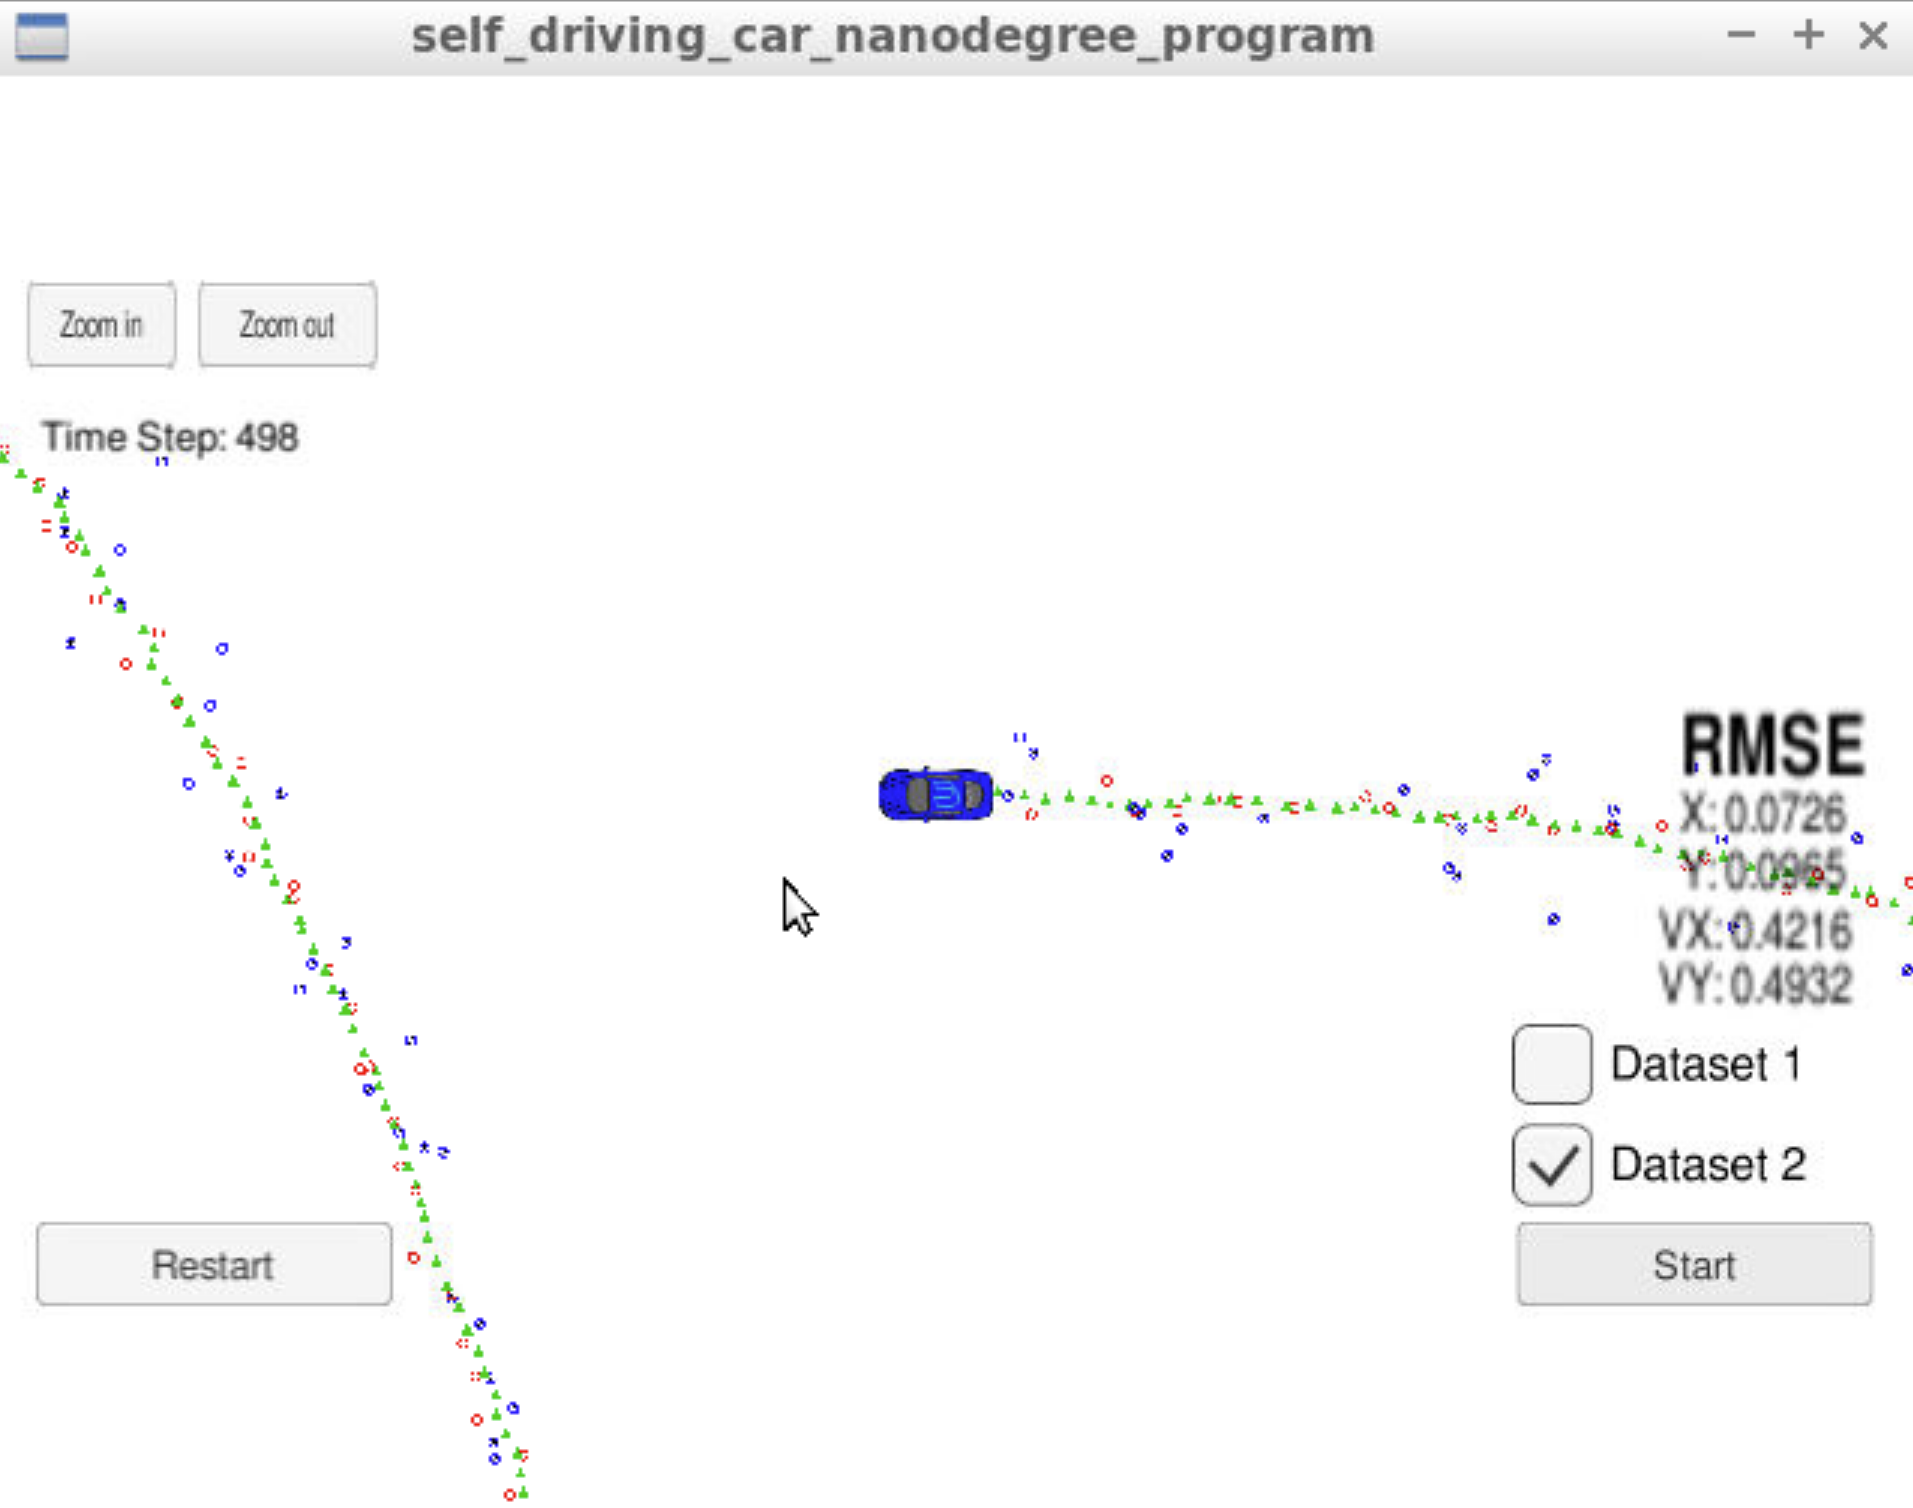 self_driving_car_nanodegree_program
Zoom in
Zoom out
Time Step: 498
RMSE
X: 0.0726
Y: 0.0965
VX: 0.4216
VY: 0.4932
Dataset 1
Dataset 2
Restart
Start